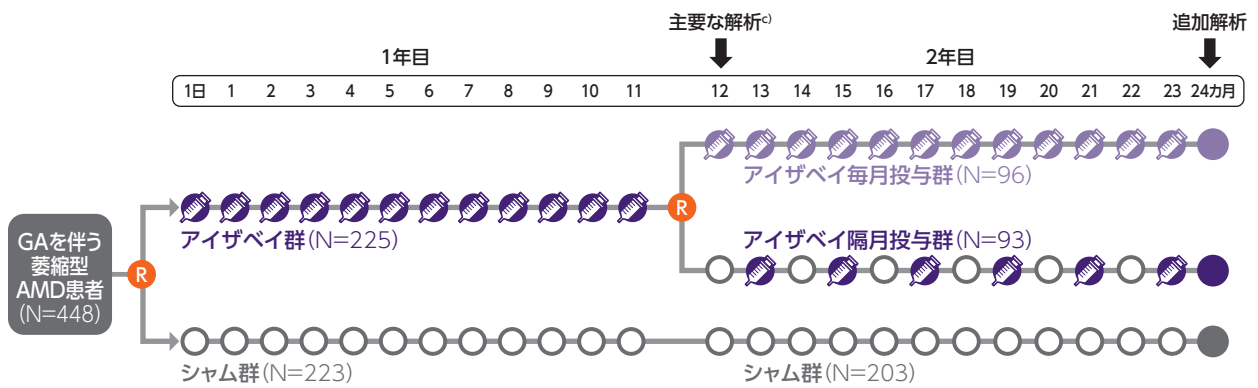 主要な解析c)
追加解析
1年目
2年目
1日 1 2 3 4 5 6 7 8 9 10 11 12 13 14 15 16 17 18 19 20 21 22 23 24カ月
アイザベイ毎月投与群(N=96)
R
R
アイザベイ群(N=225)
アイザベイ隔月投与群(N=93)
GAを伴う
萎縮型
AMD患者
(N=448)
シャム群(N=223)
シャム群(N=203)